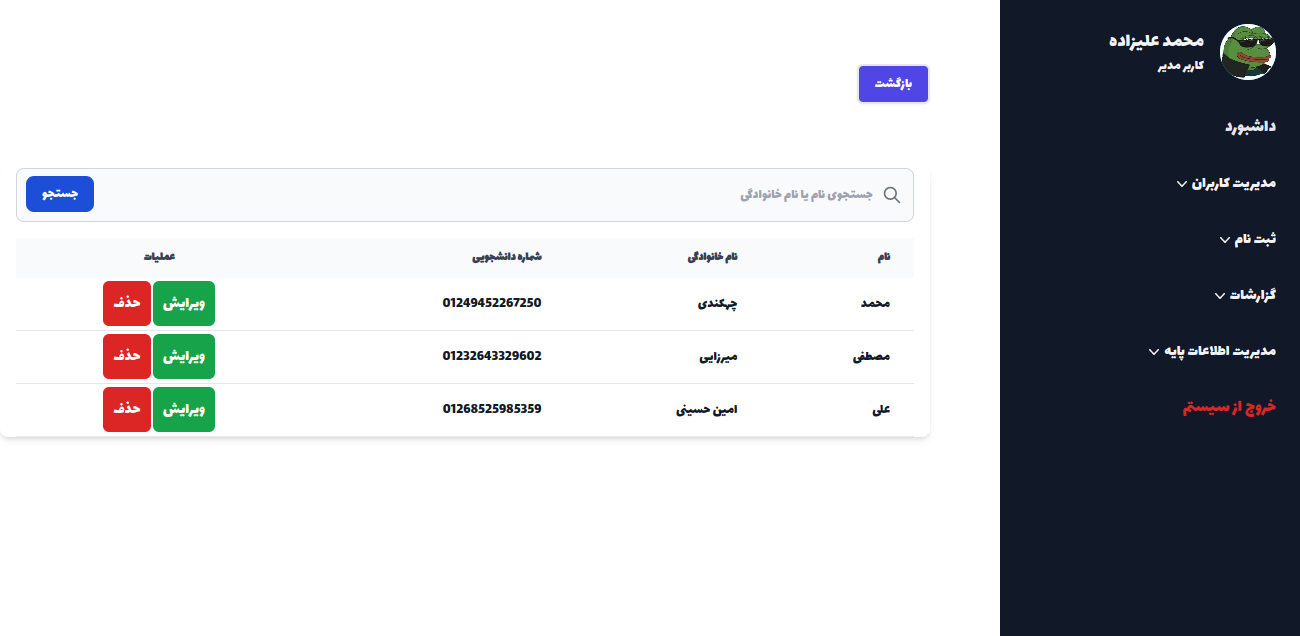 محمد علیزاده
کاربر مدیر
داشبورد
مدیریت کاربران
ثبت نام
گزارشات
مدیریت اطلاعات پایه
خروج از سیستم
بازگشت
جستجوی نام یا نام خانوادگی جستجو
نام نام خانوادگی شماره دانشجویی عملیات
محمد چهکندی 01249452267250 ویرایش حذف
مصطفی میرزایی 01232643329602 ویرایش حذف
علی امین حسینی 01268525985359 ویرایش حذف